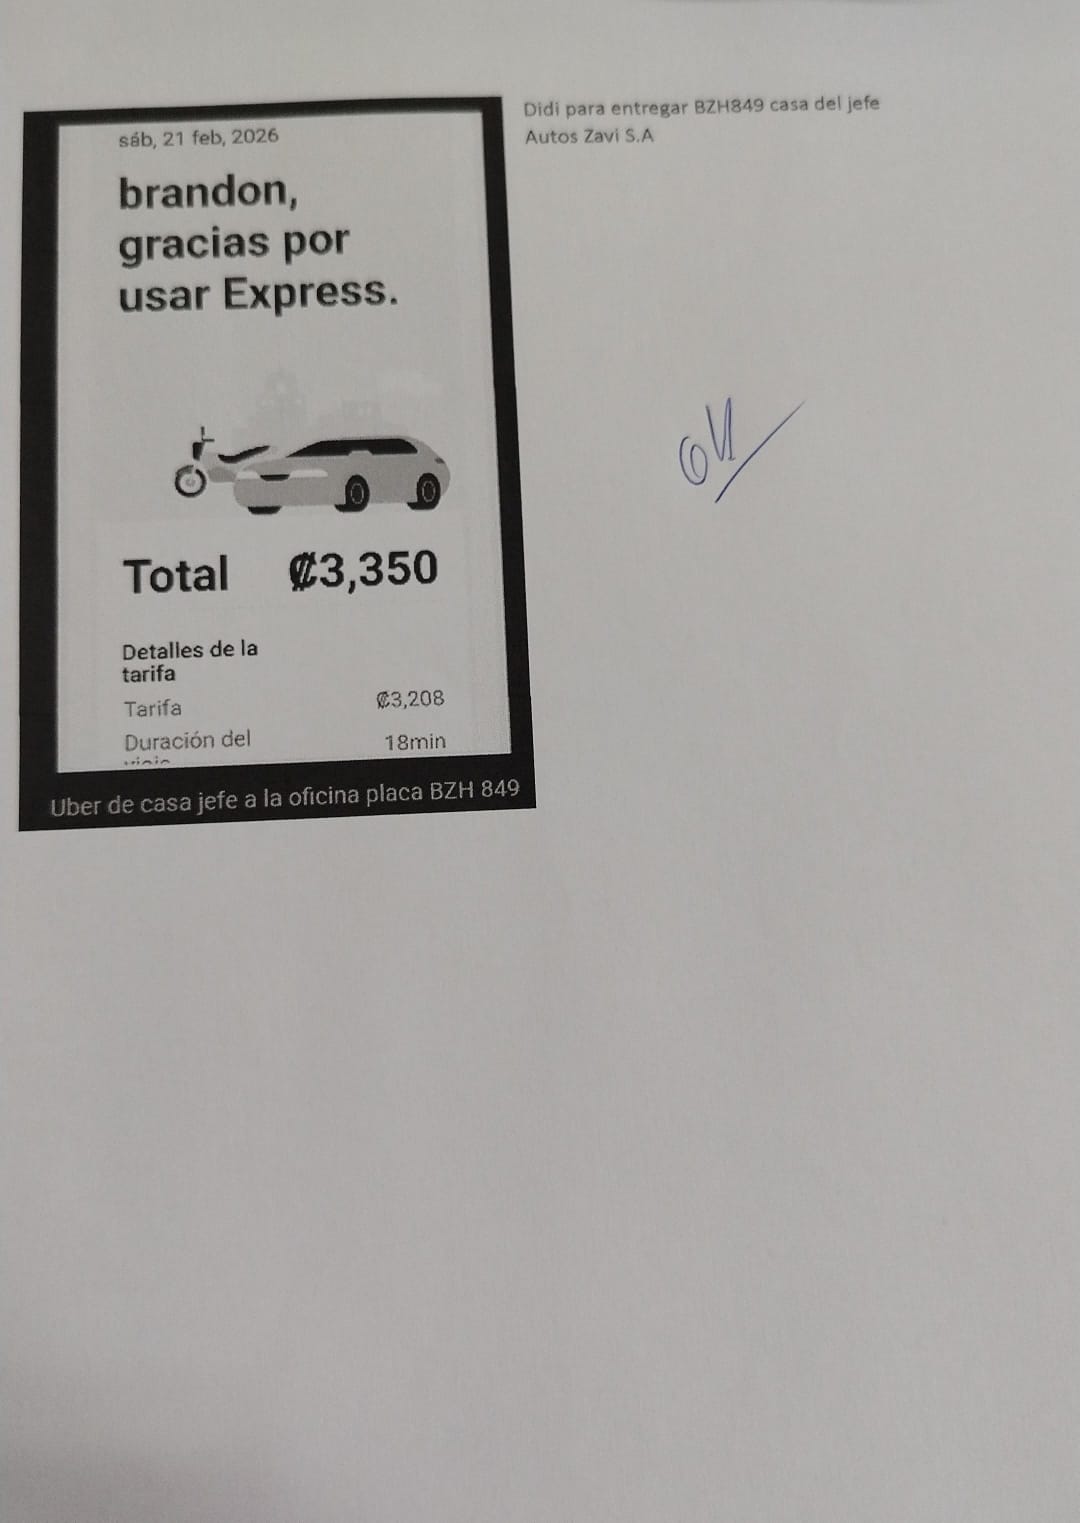 sáb, 21 feb, 2026
brandon,
gracias por
usar Express.
Total ₡3,350
Detalles de la
tarifa
Tarifa ₡3,208
Duración del 18min
viaje
Uber de casa jefe a la oficina placa BZH 849
Didi para entregar BZH849 casa del jefe
Autos Zavi S.A
OK